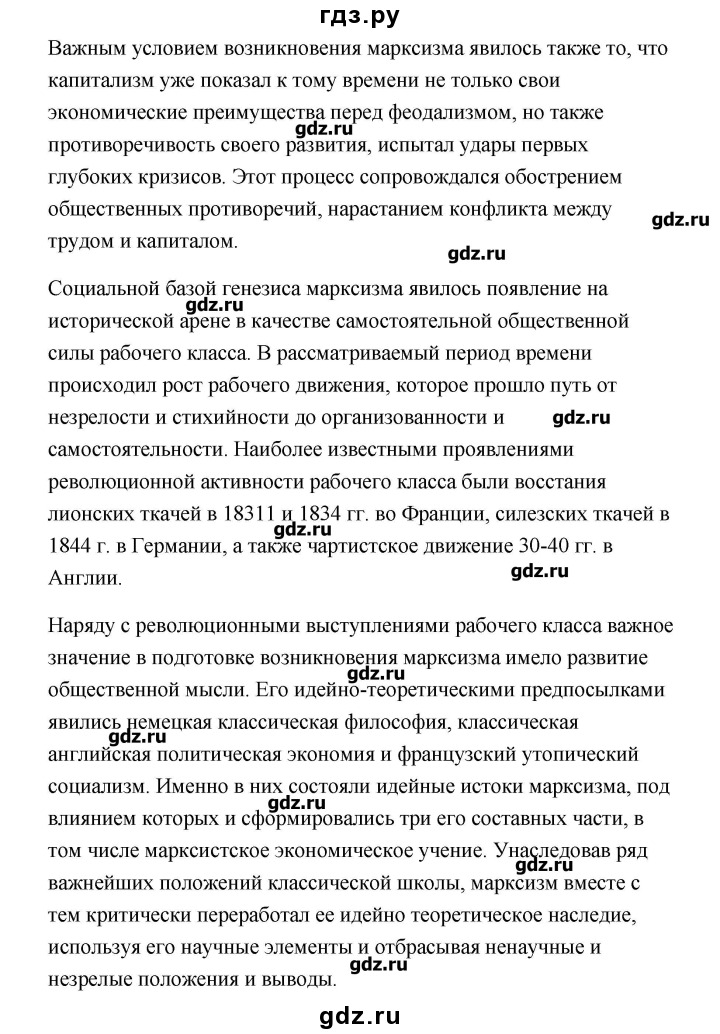 гдз.ру
Важным условием возникновения марксизма явилось также то, что
капитализм уже показал к тому времени не только свои
экономические преимущества перед феодализмом, но также
gdz.ru
противоречивость своего развития, испытал удары первых
глубоких кризисов. Этот процесс сопровождался обострением
общественных противоречий, нарастанием конфликта между
gdz.ru
трудом и капиталом.
gdz.ru
Социальной базой генезиса марксизма явилось появление на
gdz.ru
исторической арене в качестве самостоятельной общественной
силы рабочего класса. В рассматриваемый период времени
происходил рост рабочего движения, которое прошло путь от
незрелости и стихийности до организованности и
gdz.ru
самостоятельности. Наиболее известными проявлениями
революционной активности рабочего класса были восстания
лионских ткачей в 18311 и 1834 гг. во Франции, силезских ткачей в
gdz.ru
1844 г. в Германии, а также чартистское движение 30-40 гг. в
gdz.ru
Англии.
Наряду с революционными выступлениями рабочего класса важное
значение в подготовке возникновения марксизма имело развитие
gdz.ru
общественной мысли. Его идейно-теоретическими предпосылками
явились немецкая классическая философия, классическая
gdz.ru
английская политическая экономия и французский утопический
социализм. Именно в них состояли идейные истоки марксизма, под
gdz.ru
влиянием которых и сформировались три его составных части, в
том числе марксистское экономическое учение. Унаследовав ряд
gdz.ru
важнейших положений классической школы, марксизм вместе с
тем критически переработал ее идейно теоретическое наследие,
используя его научные элементы и отбрасывая ненаучные и
gdz.ru
незрелые положения и выводы.
gdz.ru